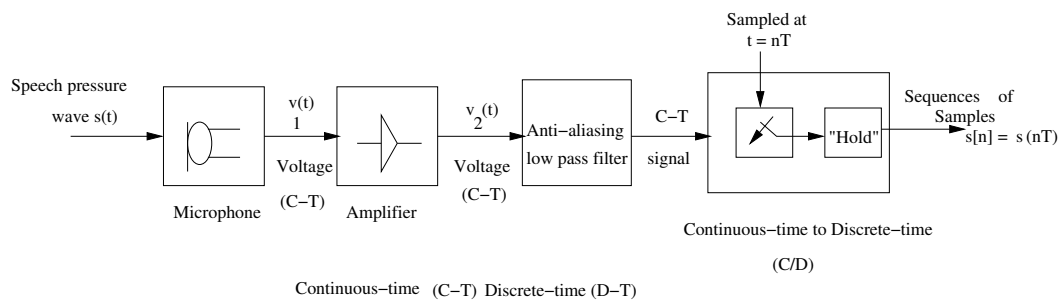 Speech pressure
wave s(t)
Microphone
v(t)
1
Voltage
(C−T)
Amplifier
v (t)
2
Voltage
(C−T)
Anti−aliasing
low pass filter
C−T
signal
Sampled at
t = nT
"Hold"
Sequences of
Samples
s[n] = s (nT)
Continuous−time to Discrete−time
(C/D)
Continuous−time (C−T) Discrete−time (D−T)